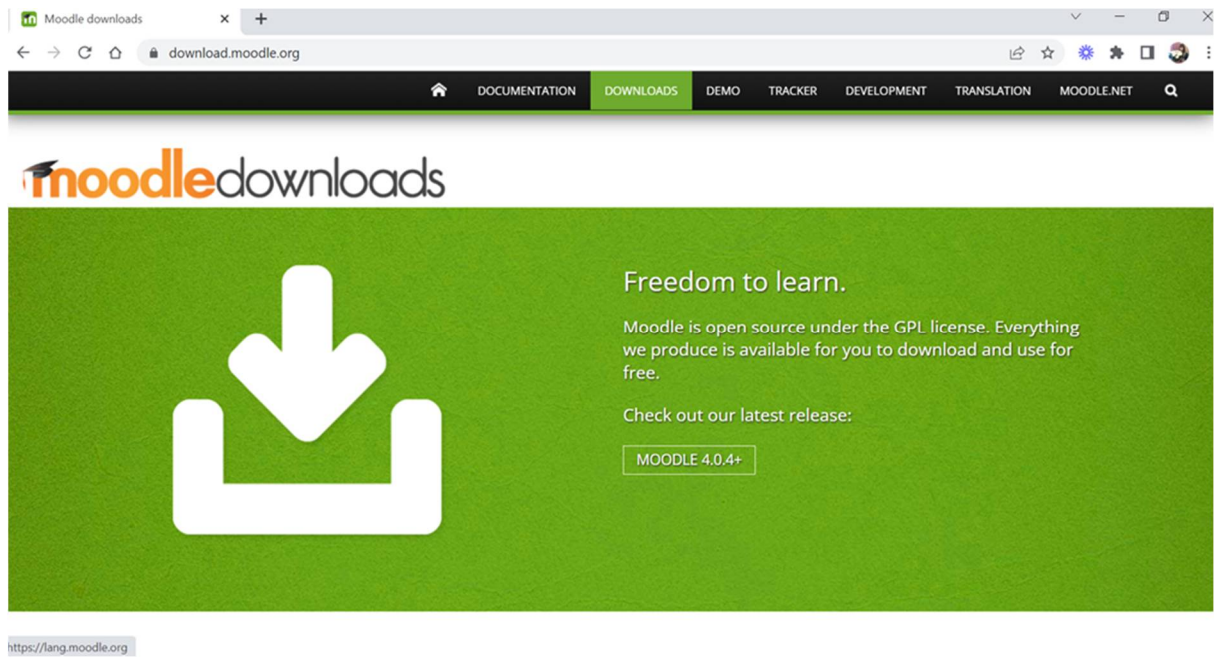 Moodle downloads
download.moodle.org
DOCUMENTATION DOWNLOADS DEMO TRACKER DEVELOPMENT TRANSLATION MOODLE.NET
moodledownloads
Freedom to learn.
Moodle is open source under the GPL license. Everything
we produce is available for you to download and use for
free.
Check out our latest release:
MOODLE 4.0.4+
https://lang.moodle.org